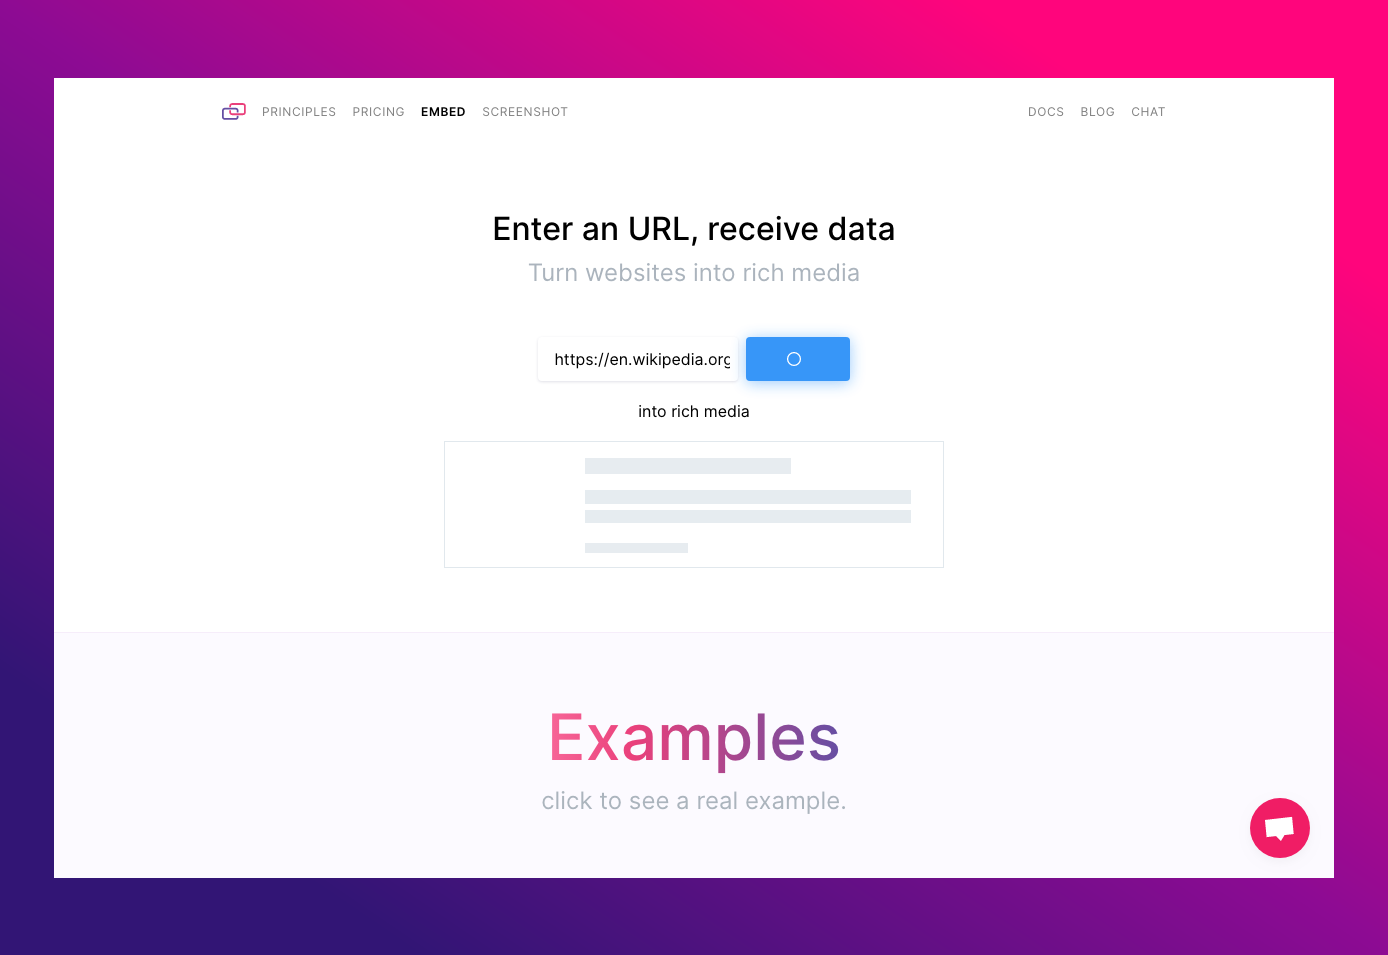 PRINCIPLES PRICING EMBED SCREENSHOT DOCS BLOG CHAT
Enter an URL, receive data
Turn websites into rich media
https://en.wikipedia.org
into rich media
Examples
click to see a real example.